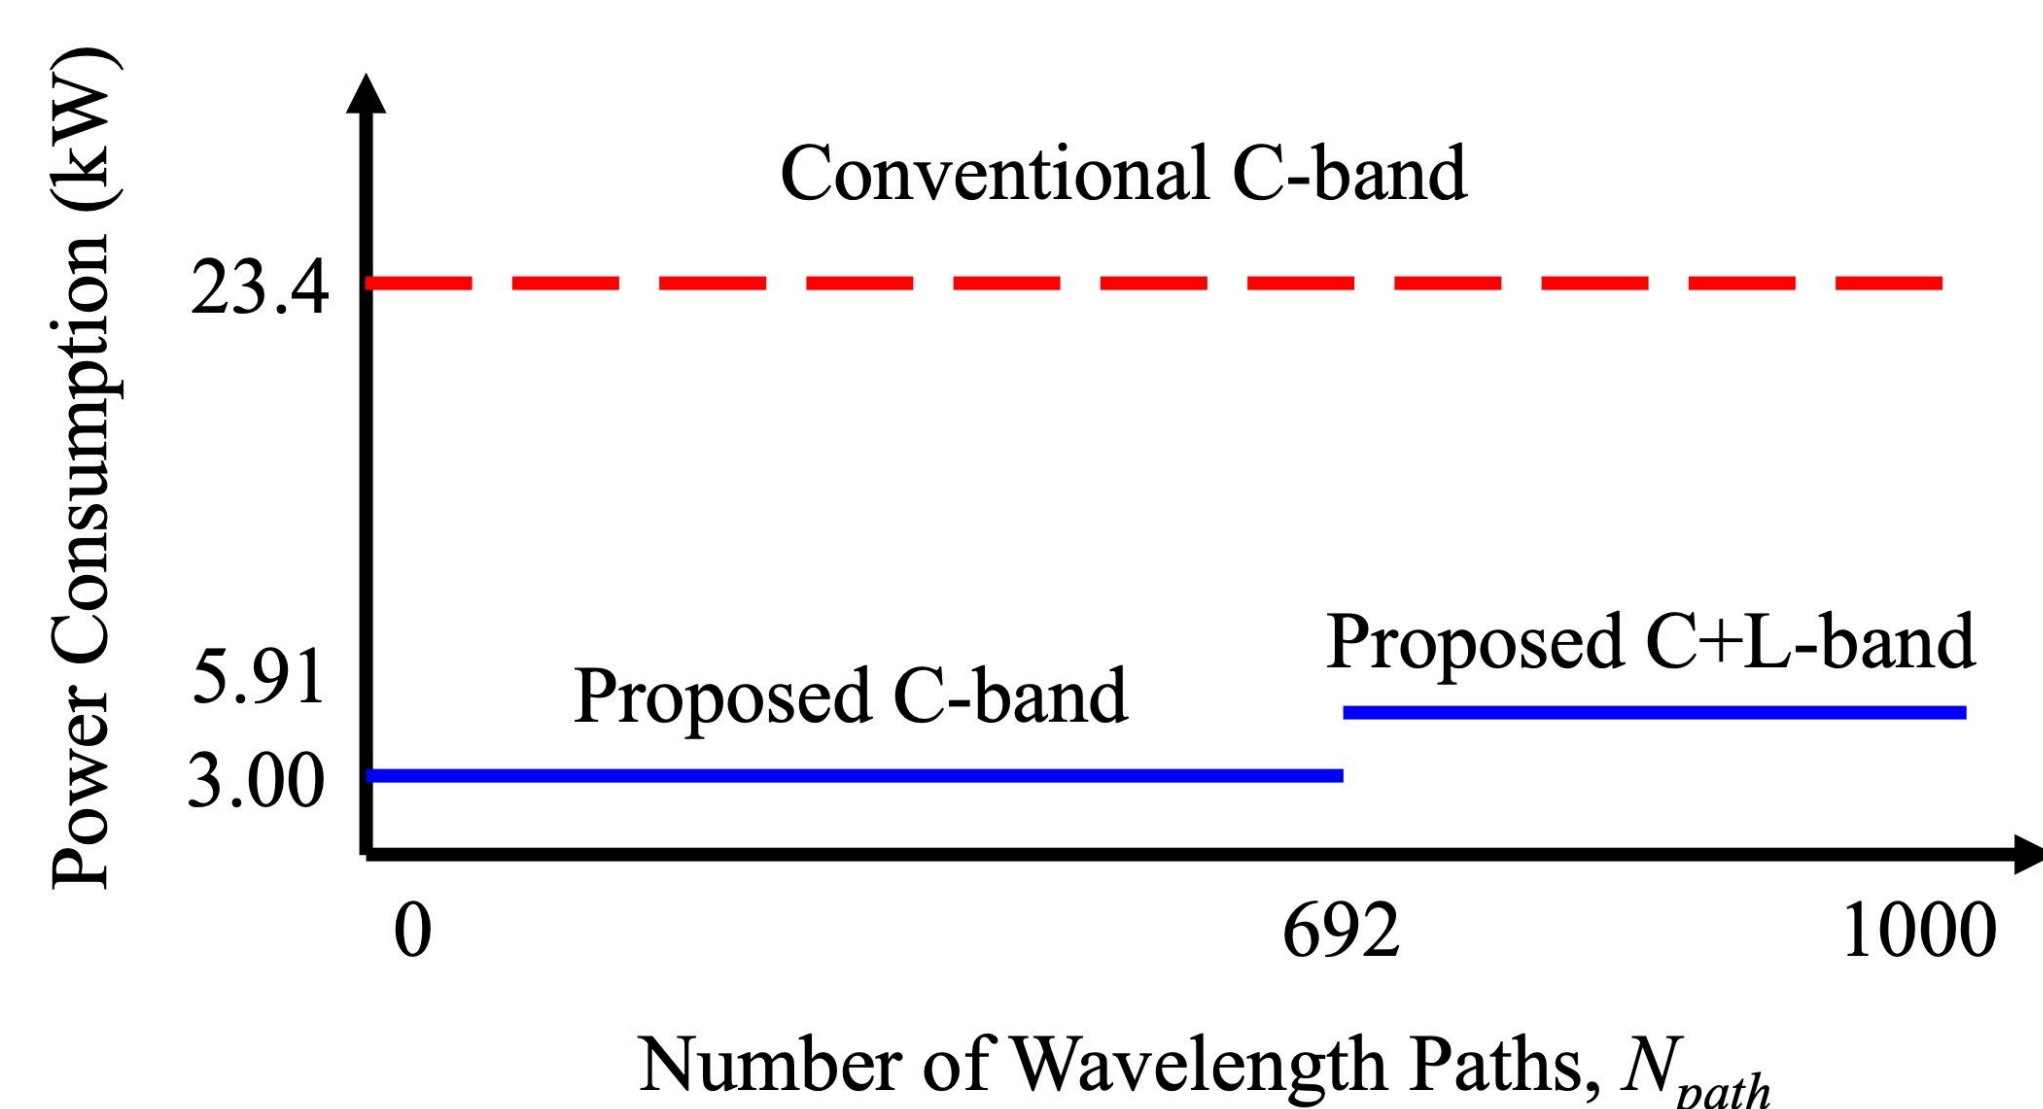 Power Consumption (kW)
Conventional C-band
23.4
Proposed C+L-band
5.91
Proposed C-band
3.00
0
692
1000
Number of Wavelength Paths, N_path